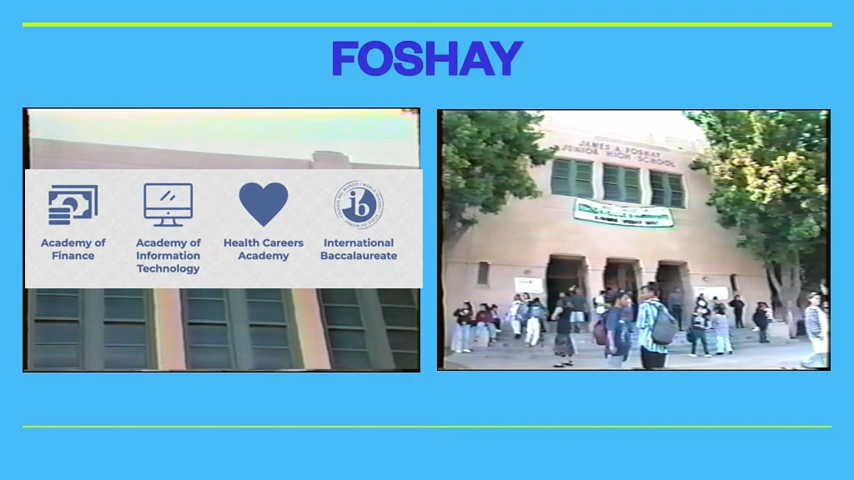 FOSHAY
Academy of
Finance
Academy of
Information
Technology
Health Careers
Academy
ib
International
Baccalaureate
JAMES A. FOSHAY
JUNIOR HIGH SCHOOL